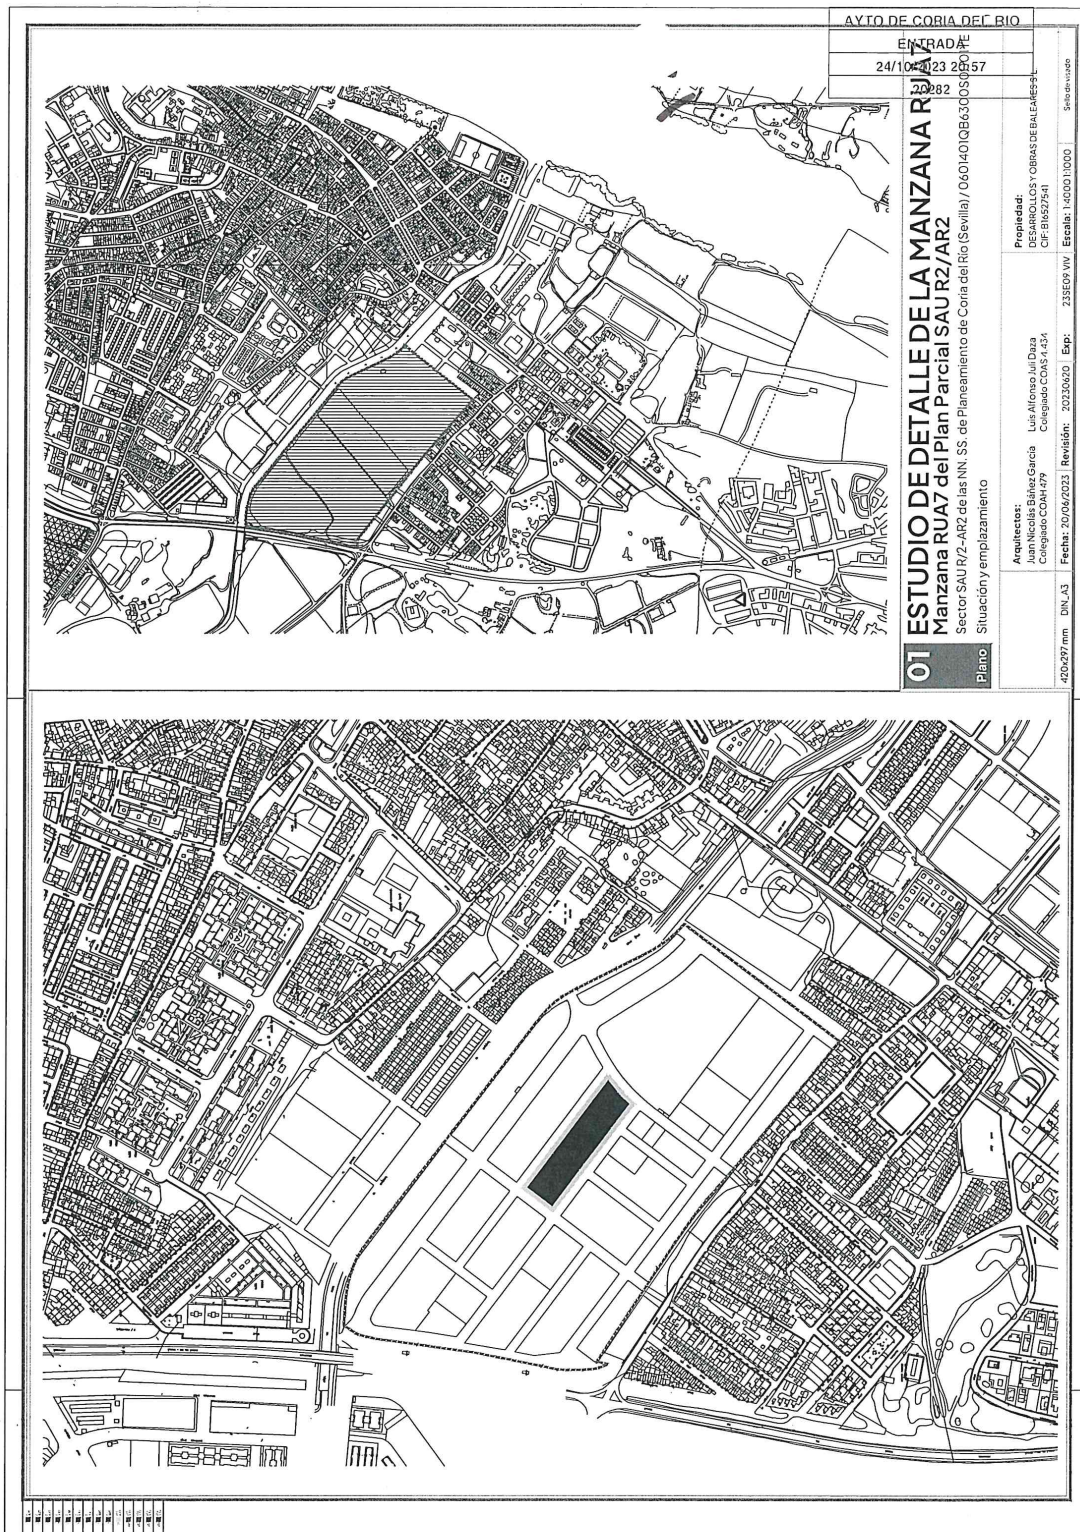 AYTO DE CORIA DEL RIO
ENTRADA
24/10/2023 20:57
20282
01
Plano
ESTUDIO DE DETALLE DE LA MANZANA RUA7
Manzana RUA7 del Plan Parcial SAU R2/AR2
Sector SAU R/2-AR2 de las NN. SS. de Planeamiento de Coria del Río (Sevilla) / 0601401QB6300S0001TE
Situación y emplazamiento
Arquitectos:
Juan Nicolás Báñez García
Colegiado COAH 479
Luis Alfonso Juli Daza
Colegiado COAS 4.434
Propiedad:
DESARROLLOS Y OBRAS DE BALEARES S.L.
CIF: B16527541
420x297 mm DIN_A3
Fecha: 20/06/2023
Revisión: 20230620
Exp: 23SE09 VIV
Escala: 1:4000 1:1000
Sello de visado